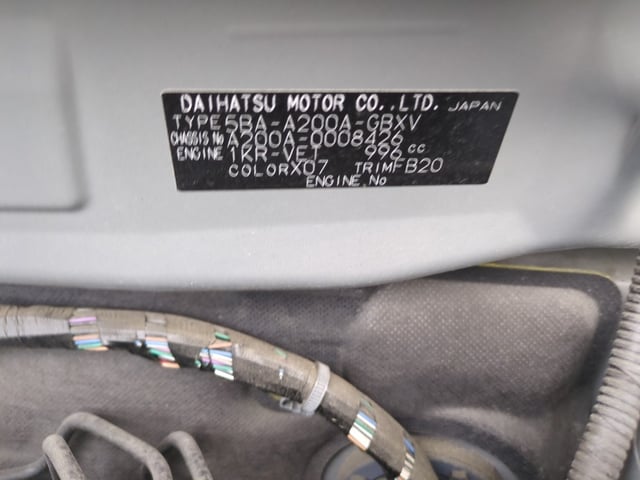 DAIHATSU MOTOR CO.,LTD. JAPAN
TYPE 5BA-A200A-GBXV
CHASSIS No A200A-0008426
ENGINE 1KR-VET 996 cc
COLOR X07 TRIM FB20
ENGINE No